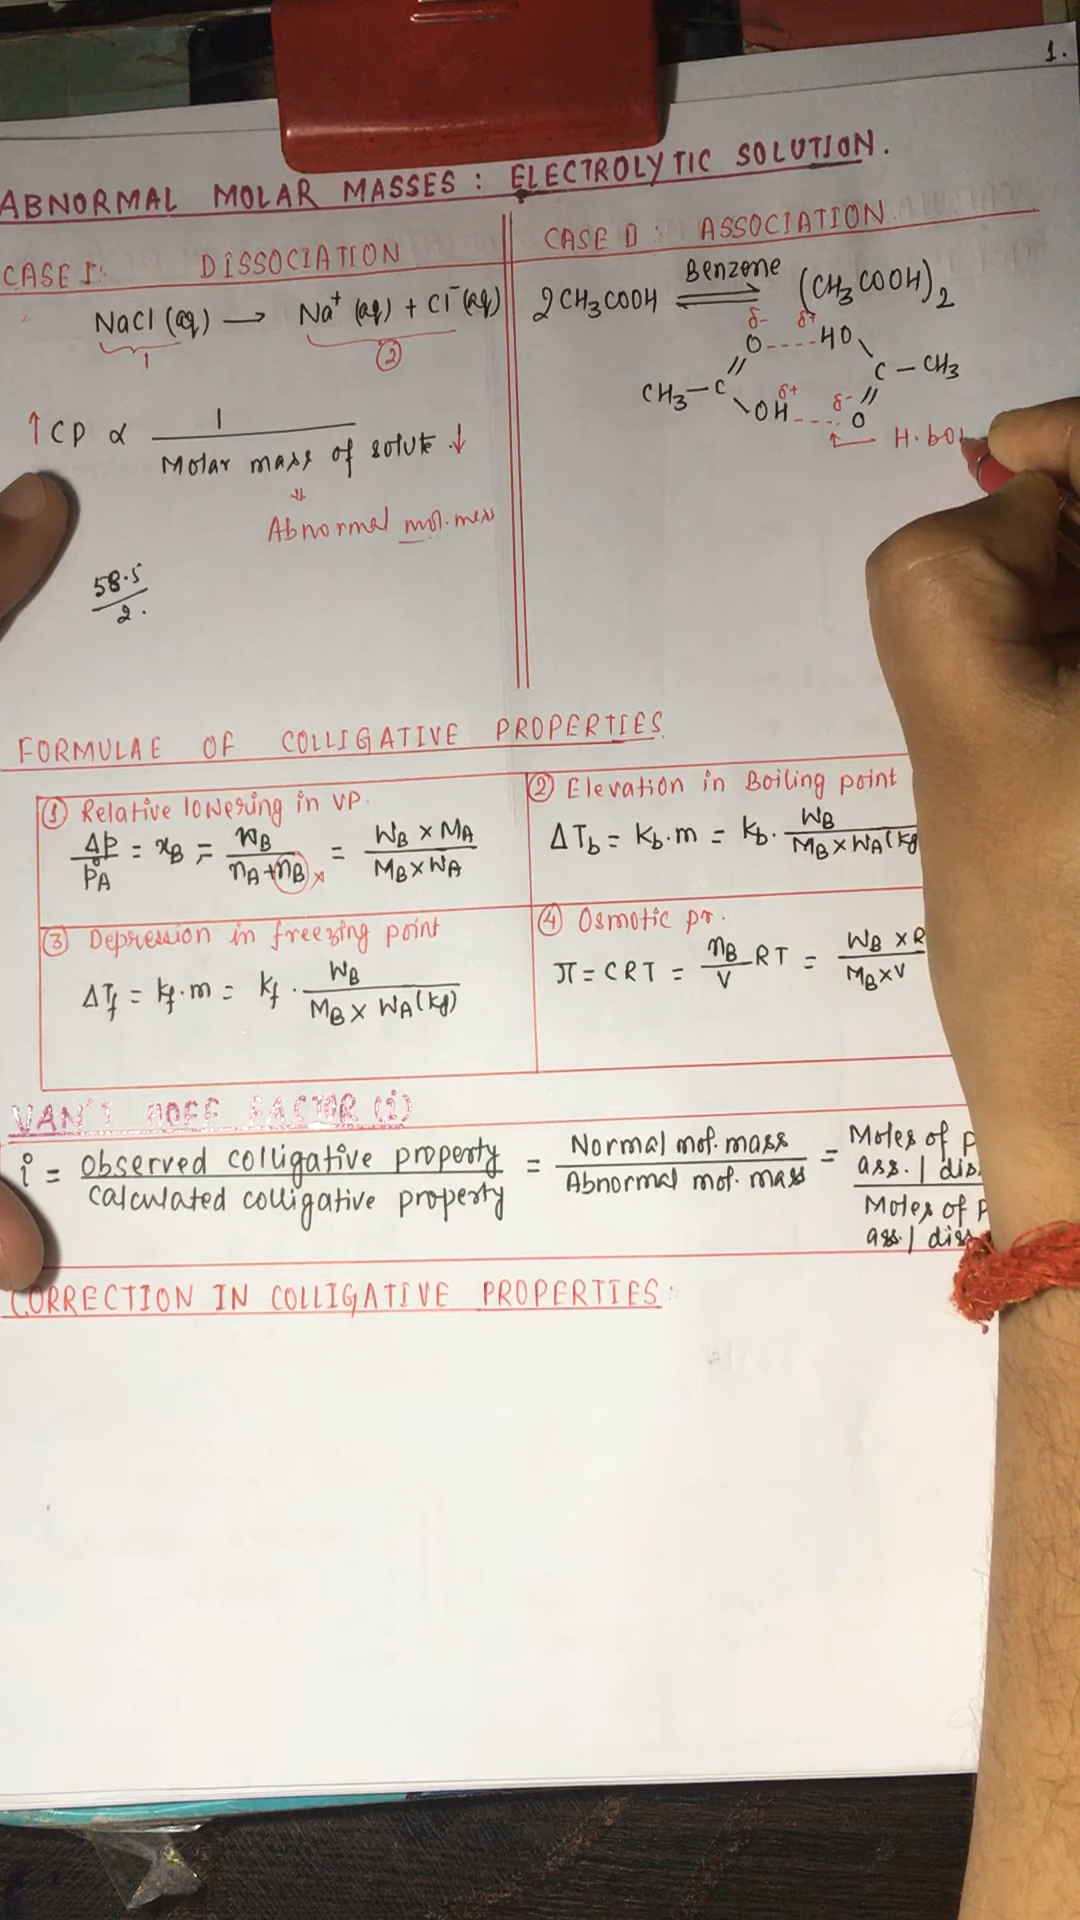 1.
ABNORMAL MOLAR MASSES : ELECTROLYTIC SOLUTION.
CASE I: DISSOCIATION
NaCl (aq) → Na⁺ (aq) + Cl⁻ (aq)
1 2
↑ CP ∝ 1 / Molar mass of solute ↓
⇓
Abnormal mol. mass
58.5 / 2.
CASE II : ASSOCIATION
Benzene
2CH₃COOH ⇌ (CH₃COOH)₂
δ- δ+
O----HO
CH₃—C C—CH₃
δ+ δ-
OH----O
← H.
FORMULAE OF COLLIGATIVE PROPERTIES
① Relative lowering in VP.
Δp / p°A = xB = nB / nA+nB x = WB × MA / MB × WA
② Elevation in Boiling point
ΔTb = Kb.m = Kb. WB / MB × WA(kg
③ Depression in freezing point
ΔTf = Kf.m = Kf . WB / MB × WA(kg)
④ Osmotic pr.
π = CRT = nB / V RT = WB × R / MB × V
VAN'T HOFF FACTOR (i)
i = observed colligative property / calculated colligative property = Normal mol. mass / Abnormal mol. mass = Moles of p ass. / dis. / Moles of p ass. / diss
CORRECTION IN COLLIGATIVE PROPERTIES :